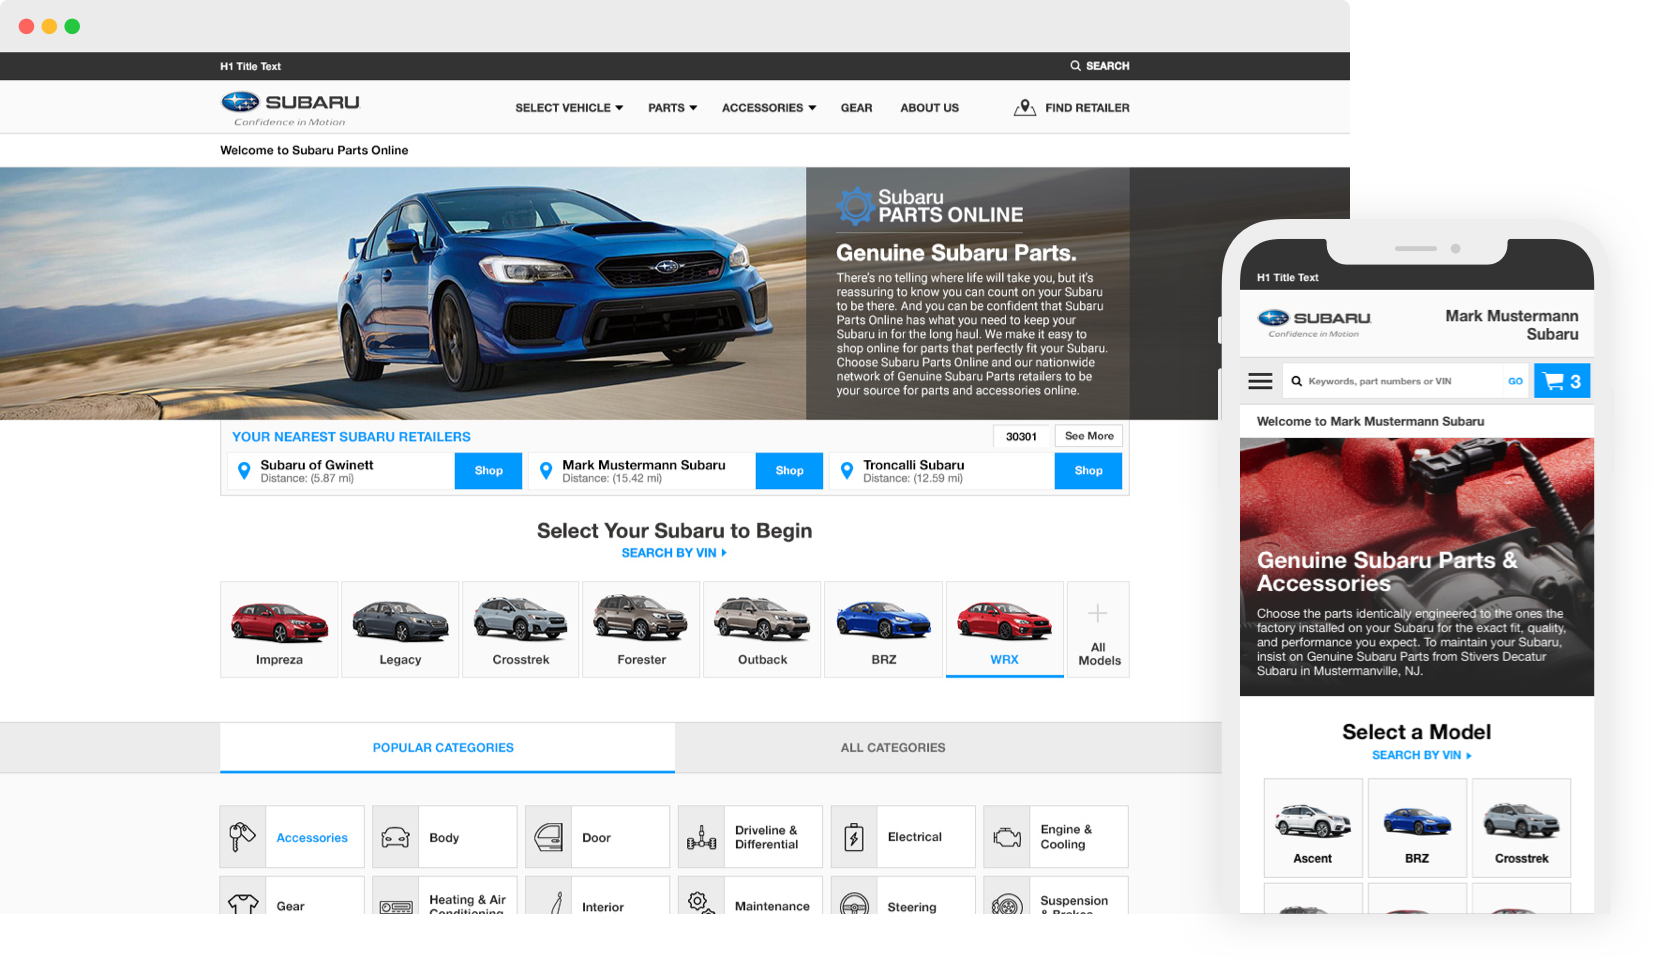 H1 Title Text
SEARCH
SUBARU
Confidence in Motion
SELECT VEHICLE
PARTS
ACCESSORIES
GEAR
ABOUT US
FIND RETAILER
Welcome to Subaru Parts Online
Subaru
PARTS ONLINE
Genuine Subaru Parts.
There's no telling where life will take you, but it's
reassuring to know you can count on your Subaru
to be there. And you can be confident that Subaru
Parts Online has what you need to keep your
Subaru in for the long haul. We make it easy to
shop online for parts that perfectly fit your Subaru.
Choose Subaru Parts Online and our nationwide
network of Genuine Subaru Parts retailers to be
your source for parts and accessories online.
YOUR NEAREST SUBARU RETAILERS
30301
See More
Subaru of Gwinett
Distance: (5.87 mi)
Shop
Mark Mustermann Subaru
Distance: (15.42 mi)
Shop
Troncalli Subaru
Distance: (12.59 mi)
Shop
Select Your Subaru to Begin
SEARCH BY VIN
Impreza
Legacy
Crosstrek
Forester
Outback
BRZ
WRX
All
Models
POPULAR CATEGORIES
ALL CATEGORIES
Accessories
Body
Door
Driveline &
Differential
Electrical
Engine &
Cooling
Gear
Heating & Air
Conditioning
Interior
Maintenance
Steering
Suspension
& Brakes
H1 Title Text
SUBARU
Confidence in Motion
Mark Mustermann
Subaru
Keywords, part numbers or VIN
GO
3
Welcome to Mark Mustermann Subaru
Genuine Subaru Parts &
Accessories
Choose the parts identically engineered to the ones the
factory installed on your Subaru for the exact fit, quality,
and performance you expect. To maintain your Subaru,
insist on Genuine Subaru Parts from Stivers Decatur
Subaru in Mustermanville, NJ.
Select a Model
SEARCH BY VIN
Ascent
BRZ
Crosstrek